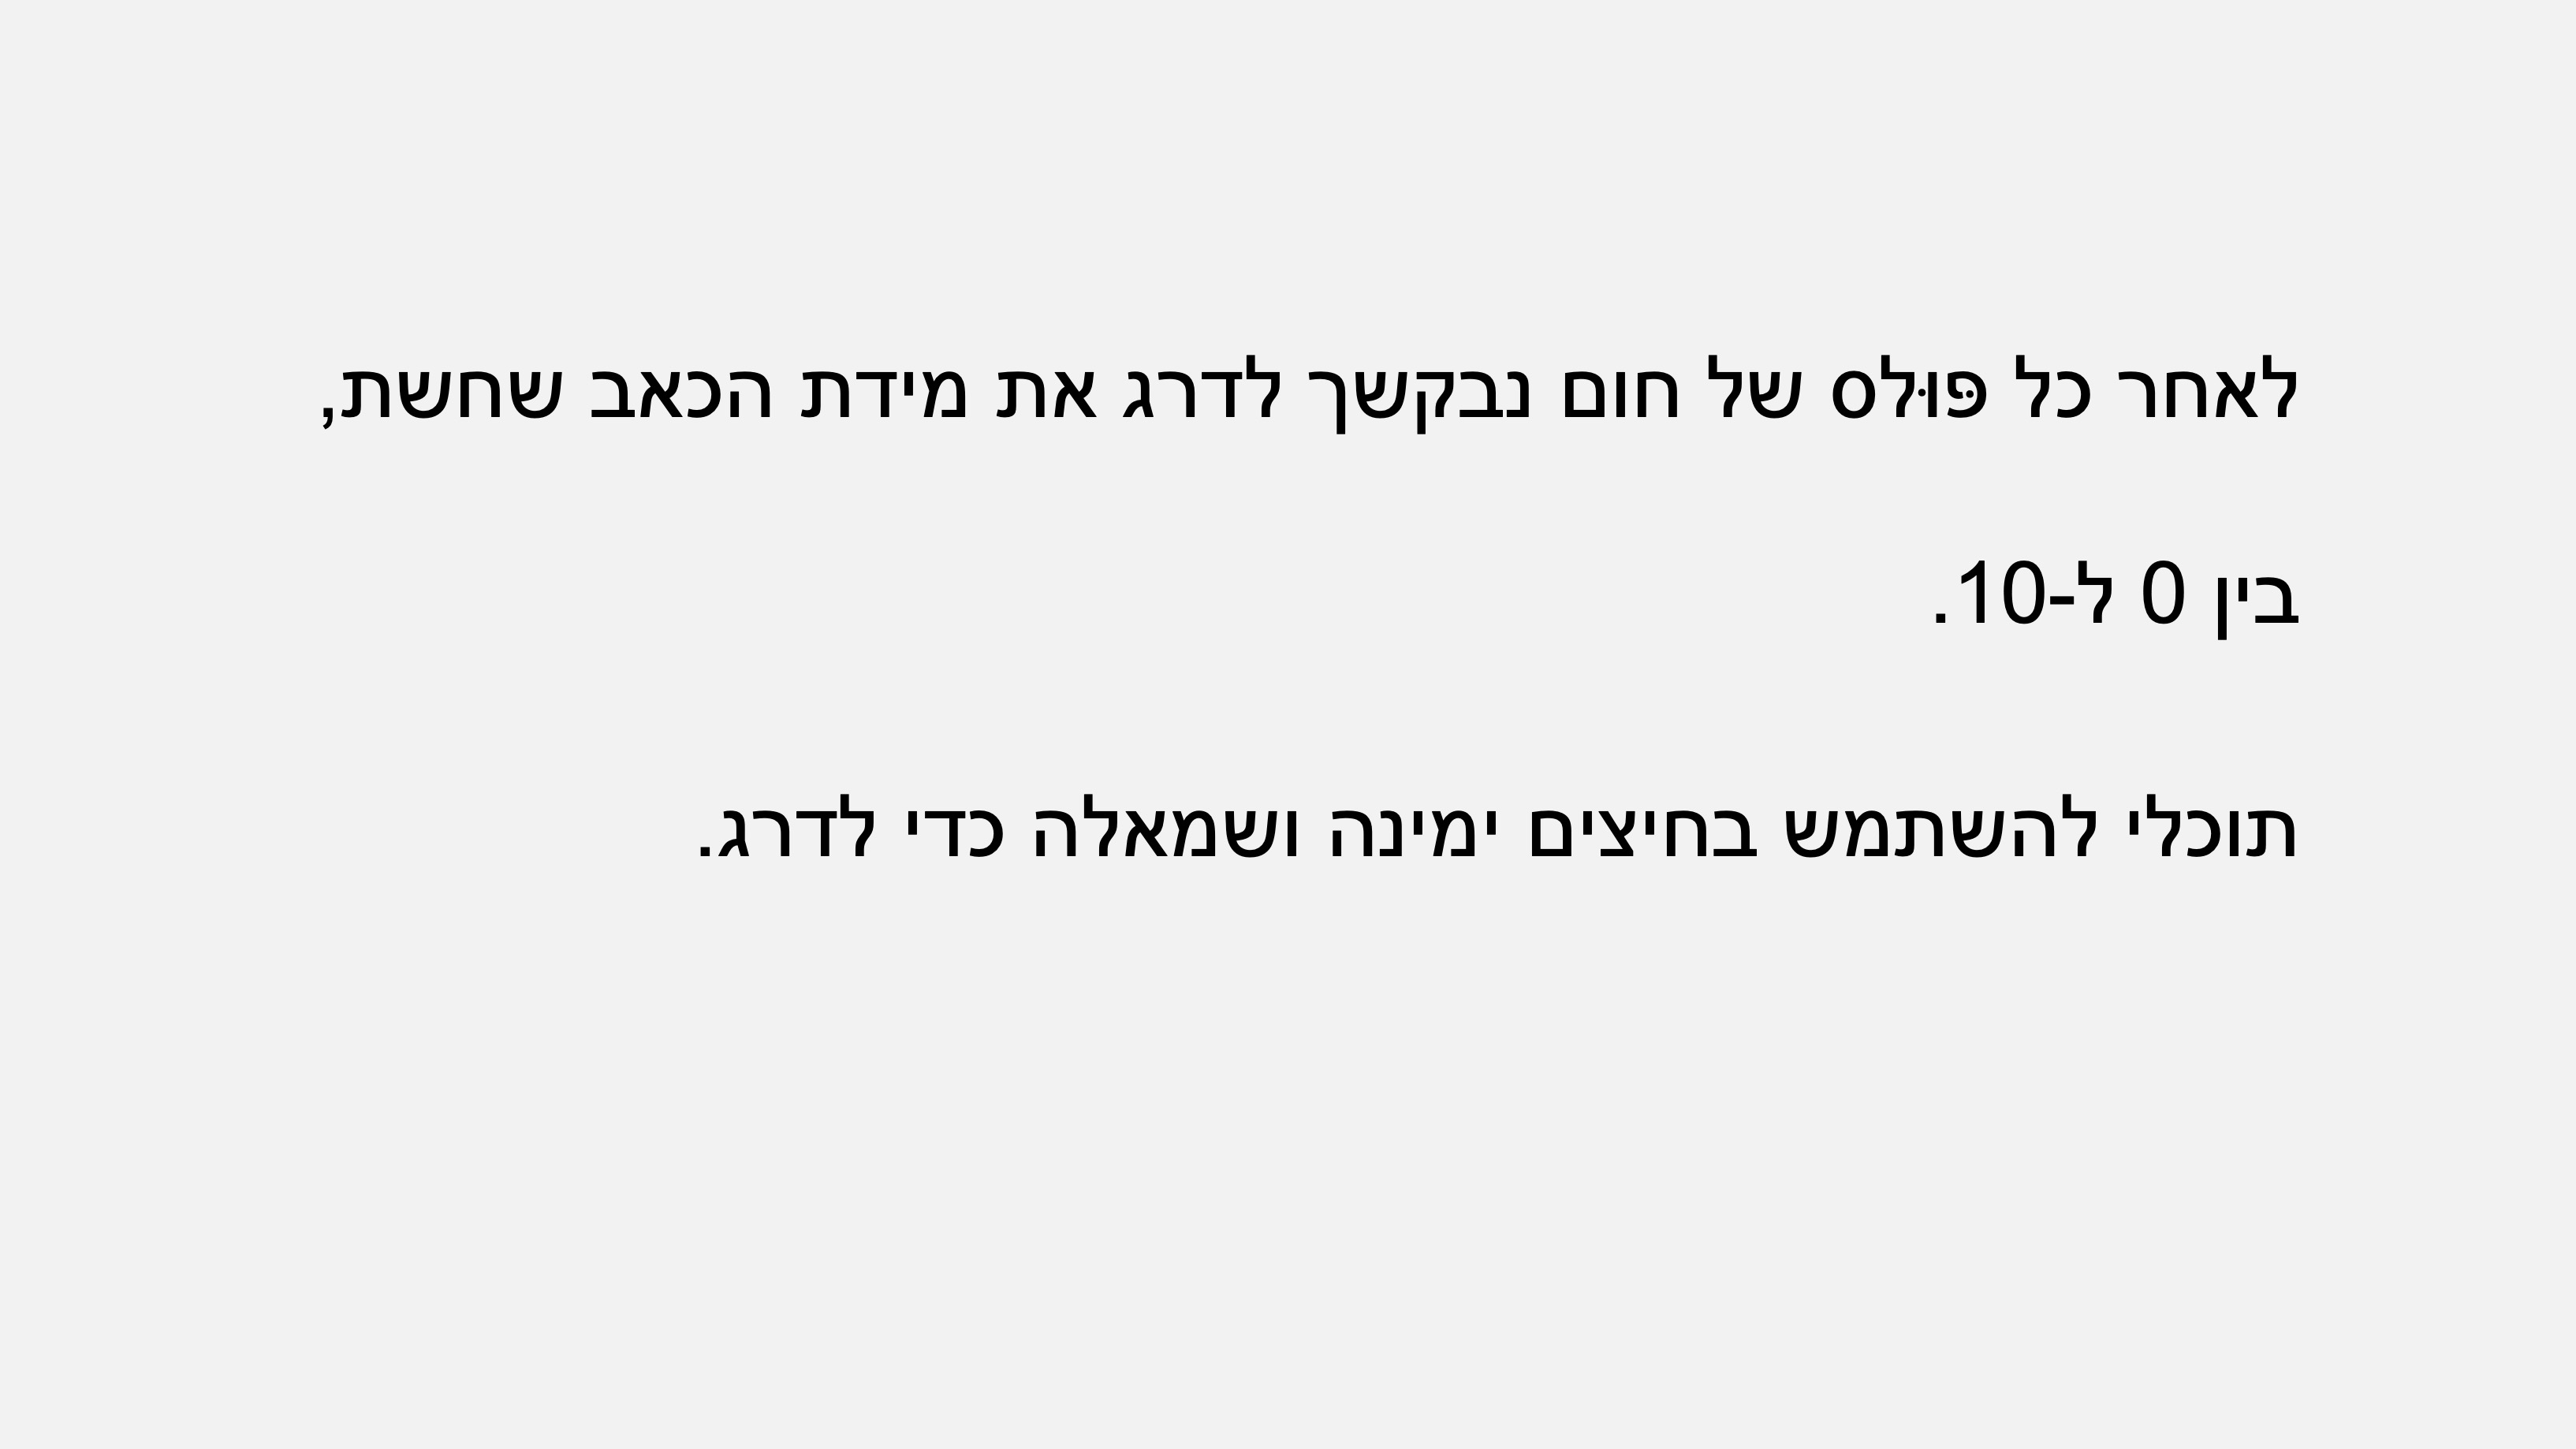 לאחר כל פּוּלס של חום נבקשך לדרג את מידת הכאב שחשת,
בין 0 ל-10.
תוכלי להשתמש בחיצים ימינה ושמאלה כדי לדרג.